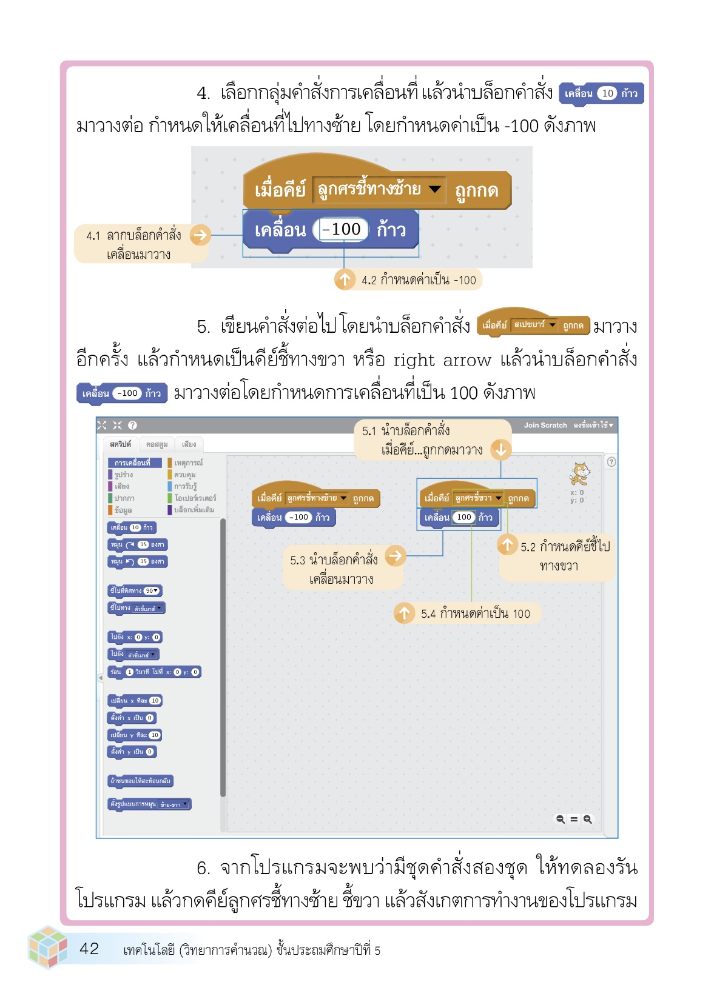 4. เลือกกลุ่มคำสั่งการเคลื่อนที่ แล้วนำบล็อกคำสั่ง เคลื่อน 10 ก้าว
มาวางต่อ กำหนดให้เคลื่อนที่ไปทางซ้าย โดยกำหนดค่าเป็น -100 ดังภาพ
เมื่อคีย์ ลูกศรชี้ทางซ้าย ถูกกด
เคลื่อน -100 ก้าว
4.1 ลากบล็อกคำสั่ง
เคลื่อนมาวาง
4.2 กำหนดค่าเป็น -100
5. เขียนคำสั่งต่อไป โดยนำบล็อกคำสั่ง เมื่อคีย์ สเปซบาร์ ถูกกด มาวาง
อีกครั้ง แล้วกำหนดเป็นคีย์ชี้ทางขวา หรือ right arrow แล้วนำบล็อกคำสั่ง
เคลื่อน -100 ก้าว มาวางต่อโดยกำหนดการเคลื่อนที่เป็น 100 ดังภาพ
Join Scratch ลงชื่อเข้าใช้
5.1 นำบล็อกคำสั่ง
เมื่อคีย์...ถูกกดมาวาง
สคริปต์ คอสตูม เสียง
การเคลื่อนที่ เหตุการณ์
รูปร่าง ควบคุม
เสียง การรับรู้
ปากกา โอเปอร์เรเตอร์
ข้อมูล บล็อกเพิ่มเติม
x: 0
y: 0
เมื่อคีย์ ลูกศรชี้ทางซ้าย ถูกกด
เคลื่อน -100 ก้าว
เมื่อคีย์ ลูกศรชี้ขวา ถูกกด
เคลื่อน 100 ก้าว
5.2 กำหนดคีย์ชี้ไป
ทางขวา
5.3 นำบล็อกคำสั่ง
เคลื่อนมาวาง
5.4 กำหนดค่าเป็น 100
เคลื่อน 10 ก้าว
หมุน 15 องศา
หมุน 15 องศา
ชี้ไปที่ทิศทาง 90
ชี้ไปทาง ตัวชี้เมาส์
ไปยัง x: 0 y: 0
ไปยัง ตัวชี้เมาส์
ร่อน 1 วินาที ไปที่ x: 0 y: 0
เปลี่ยน x ทีละ 10
ตั้งค่า x เป็น 0
เปลี่ยน y ทีละ 10
ตั้งค่า y เป็น 0
ถ้าชนขอบให้สะท้อนกลับ
ตั้งรูปแบบการหมุน ซ้าย-ขวา
6. จากโปรแกรมจะพบว่ามีชุดคำสั่งสองชุด ให้ทดลองรัน
โปรแกรม แล้วกดคีย์ลูกศรชี้ทางซ้าย ชี้ขวา แล้วสังเกตการทำงานของโปรแกรม
42 เทคโนโลยี (วิทยาการคำนวณ) ชั้นประถมศึกษาปีที่ 5